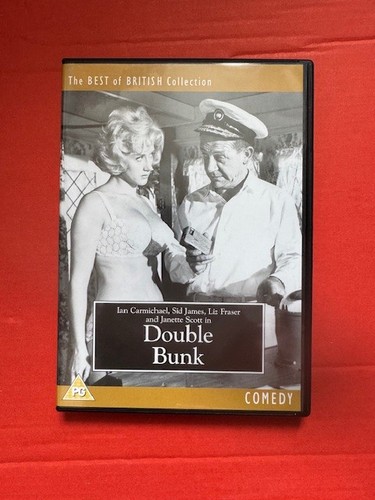 The BEST of BRITISH Collection
Ian Carmichael, Sid James, Liz Fraser
and Janette Scott in
Double
Bunk
PG
COMEDY